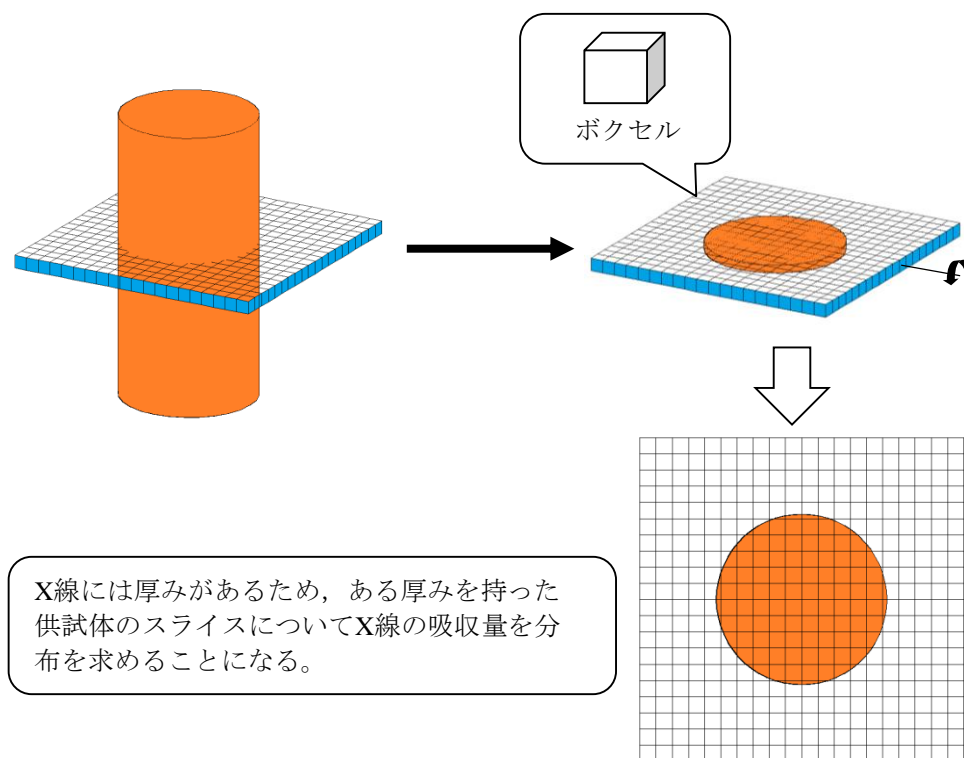 ボクセル
X線には厚みがあるため，ある厚みを持った
供試体のスライスについてX線の吸収量を分
布を求めることになる。